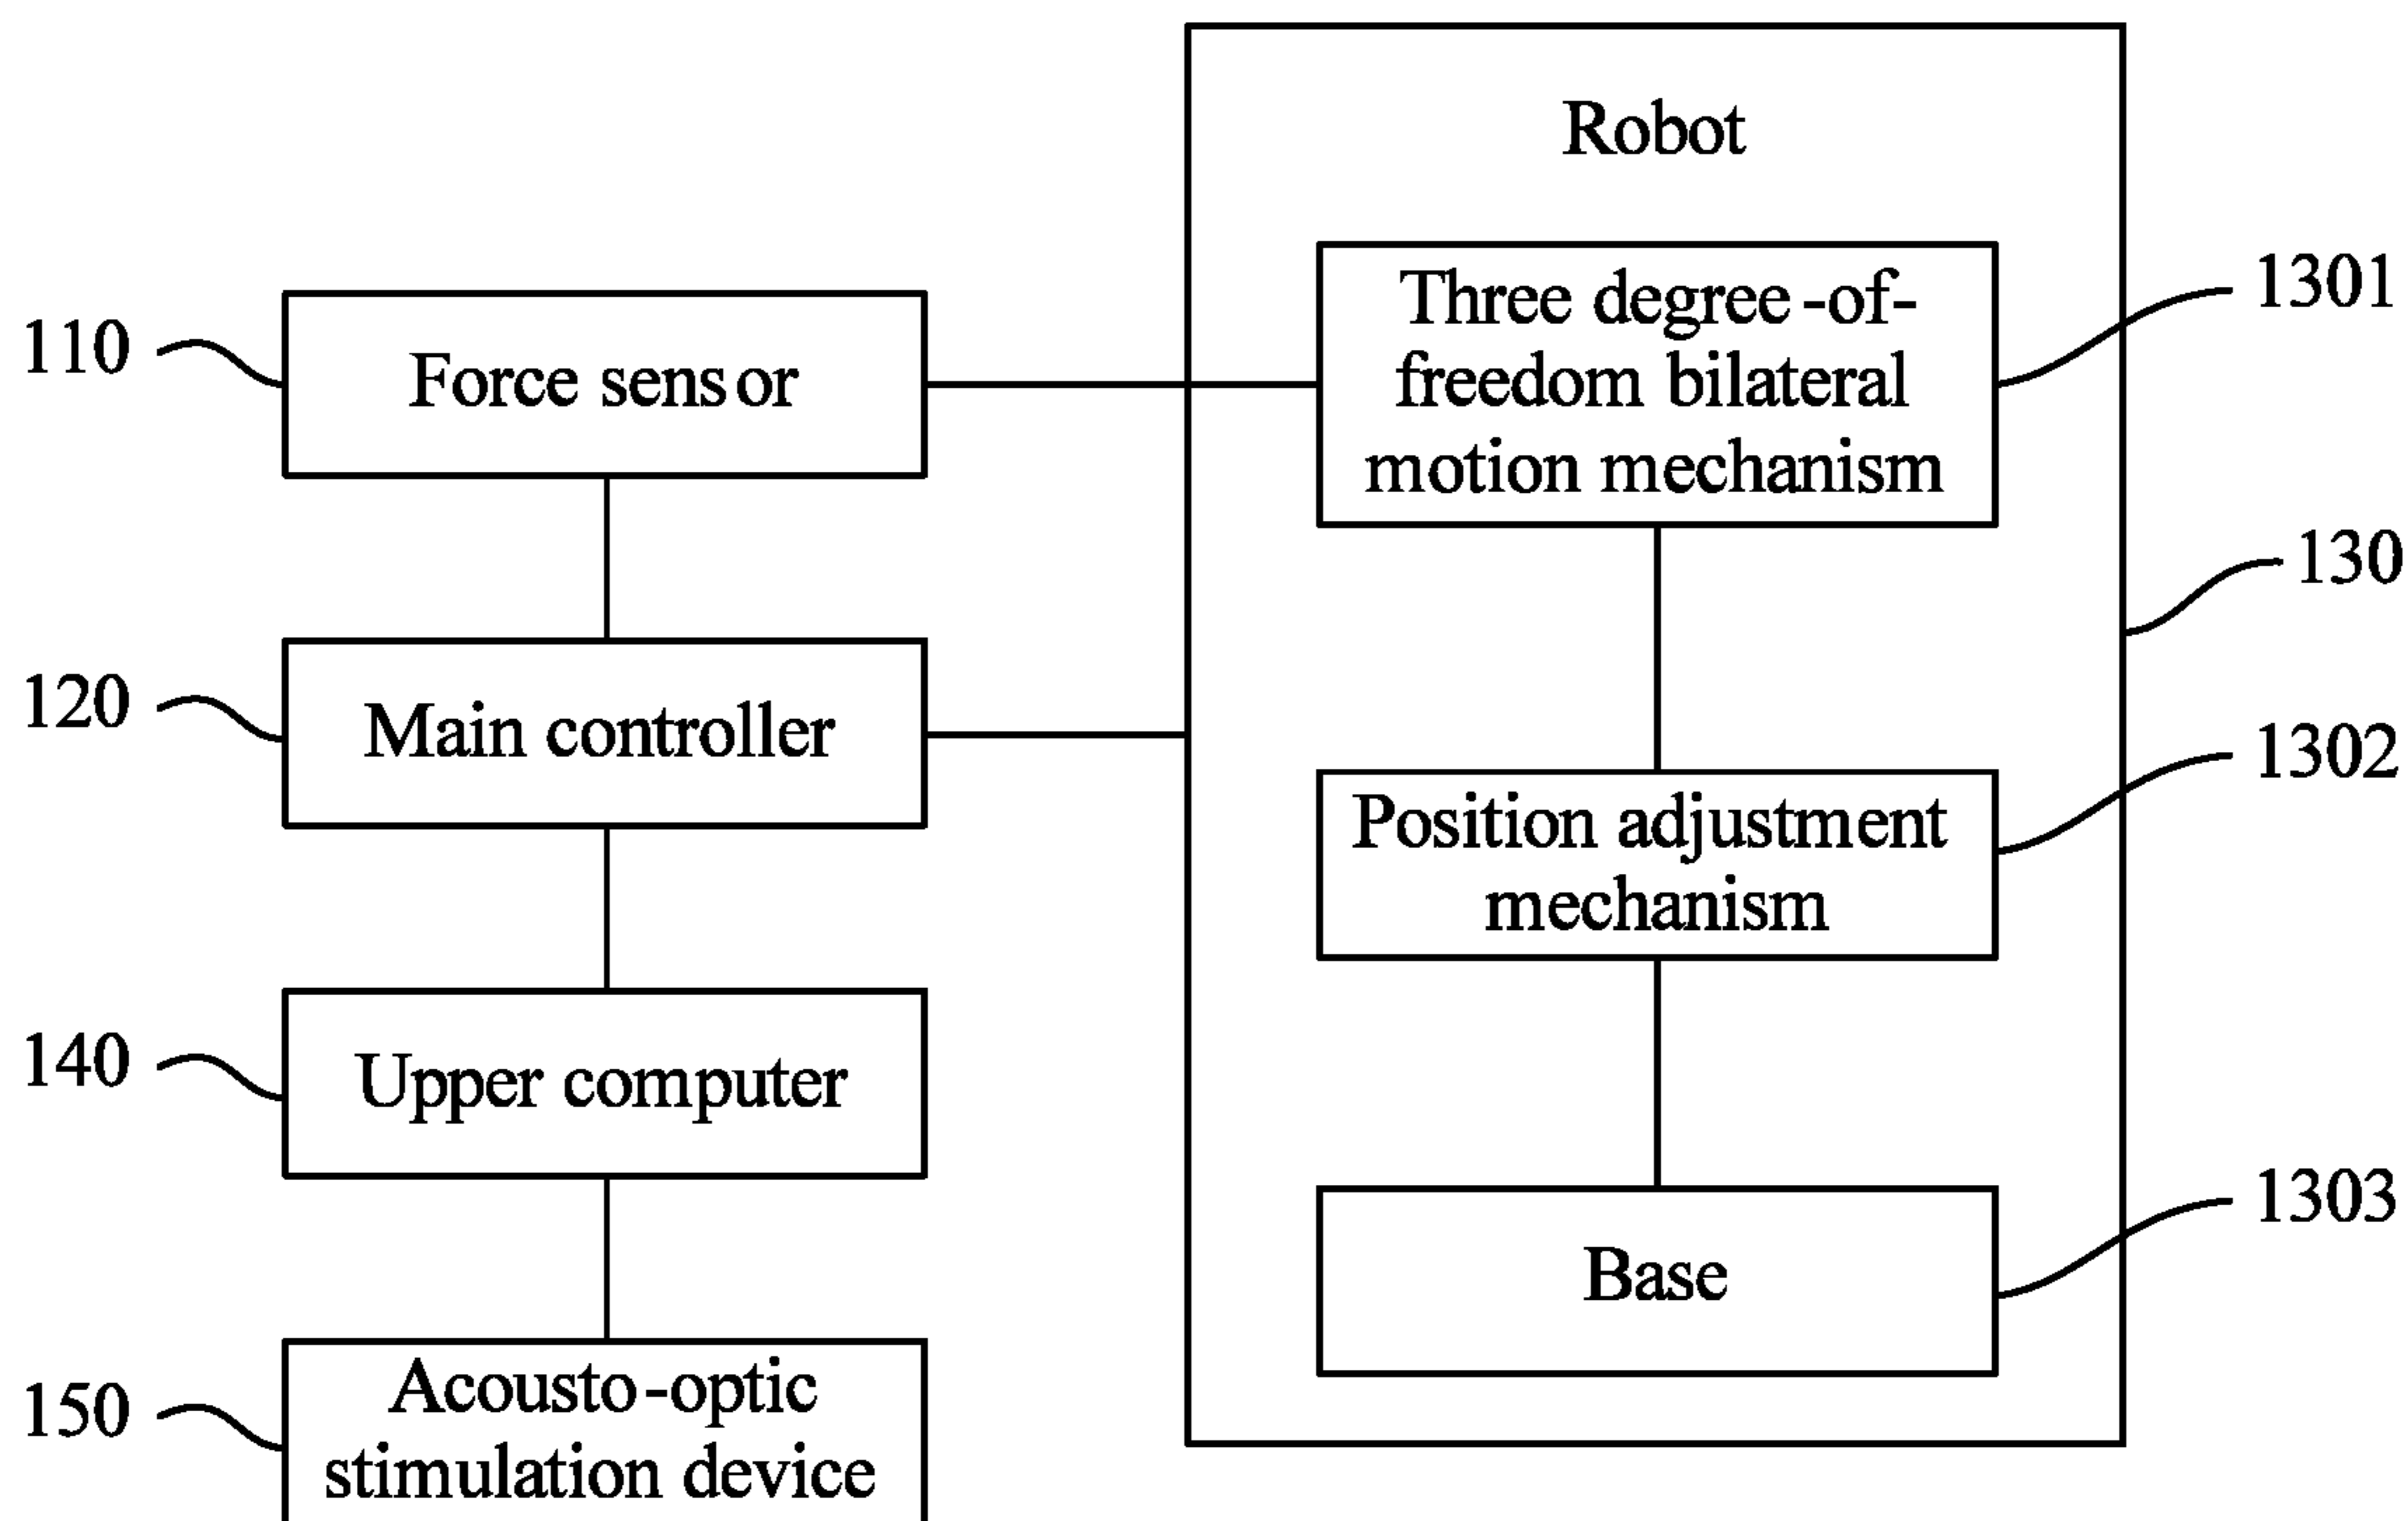 Robot
110
Force sensor
Three degree-of-
freedom bilateral
motion mechanism
1301
130
120
Main controller
Position adjustment
mechanism
1302
140
Upper computer
Base
1303
150
Acousto-optic
stimulation device